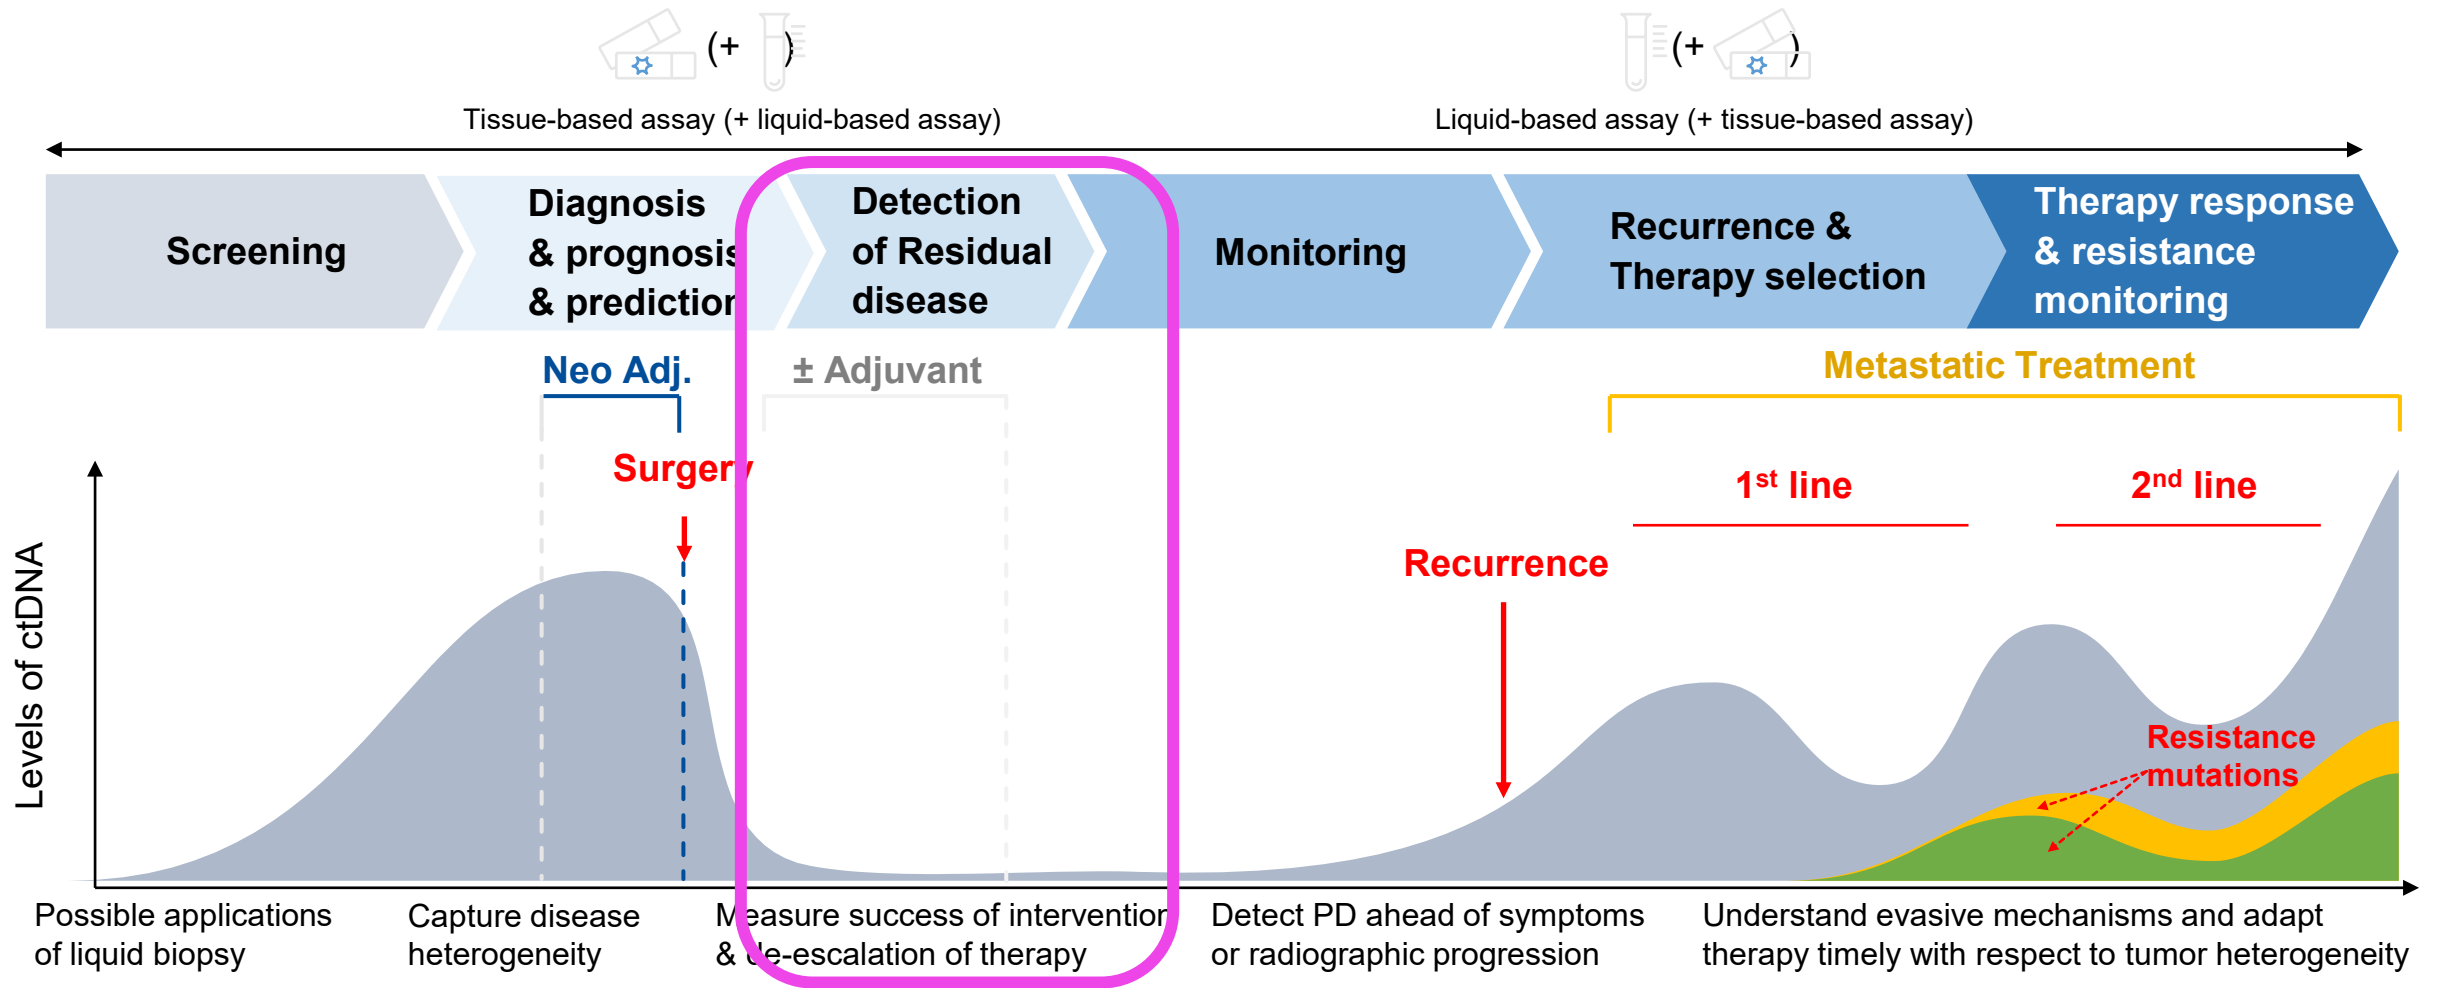 (+ )
(+ )
Tissue-based assay (+ liquid-based assay)
Liquid-based assay (+ tissue-based assay)
Screening
Diagnosis
& prognosis
& prediction
Detection
of Residual
disease
Monitoring
Recurrence &
Therapy selection
Therapy response
& resistance
monitoring
Neo Adj.
± Adjuvant
Metastatic Treatment
Surgery
1st line
2nd line
Recurrence
Levels of ctDNA
Resistance
mutations
Possible applications
of liquid biopsy
Capture disease
heterogeneity
Measure success of intervention
& de-escalation of therapy
Detect PD ahead of symptoms
or radiographic progression
Understand evasive mechanisms and adapt
therapy timely with respect to tumor heterogeneity